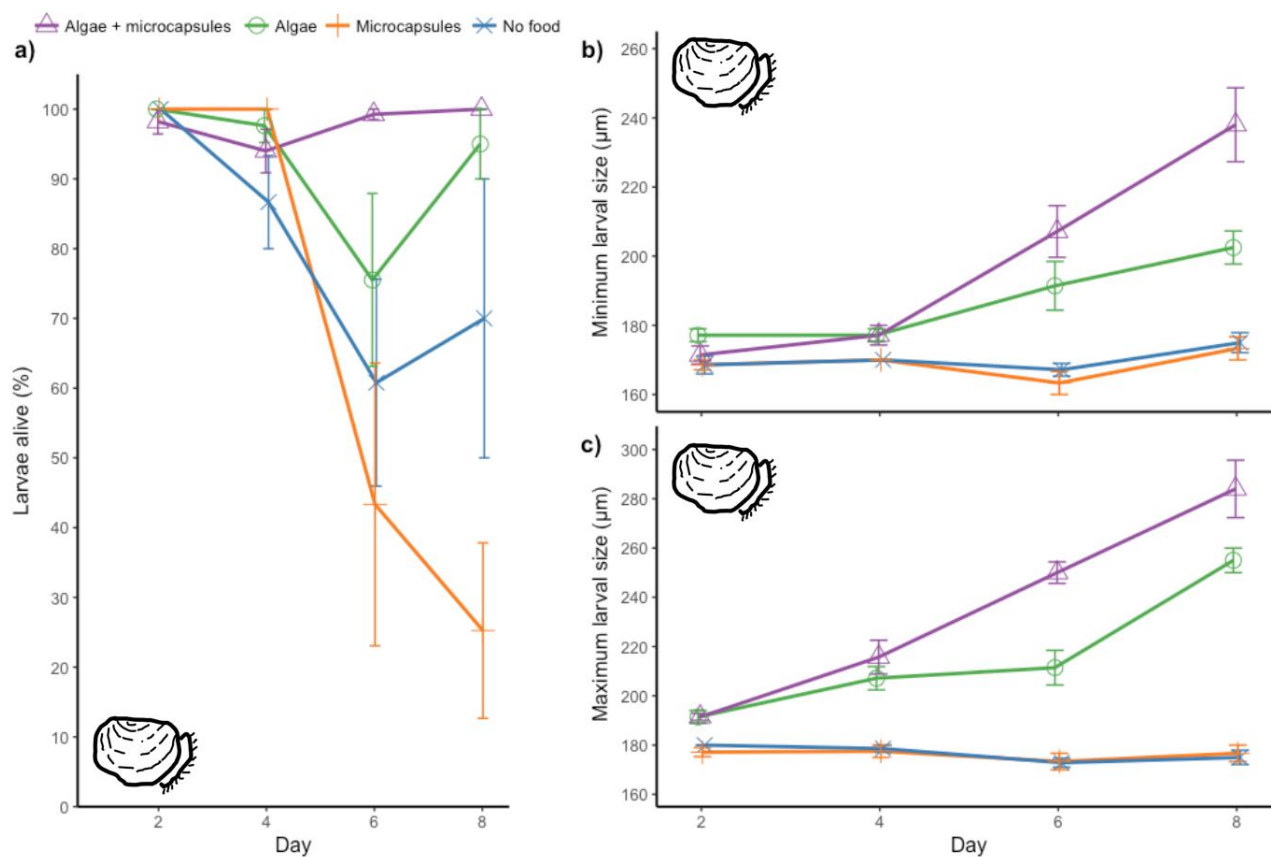 Algae + microcapsules Algae Microcapsules No food
a)
Larvae alive (%)
100
90
80
70
60
50
40
30
20
10
0
2 4 6 8
Day
b)
Minimum larval size (µm)
260
240
220
200
180
160
c)
Maximum larval size (µm)
300
280
260
240
220
200
180
160
2 4 6 8
Day